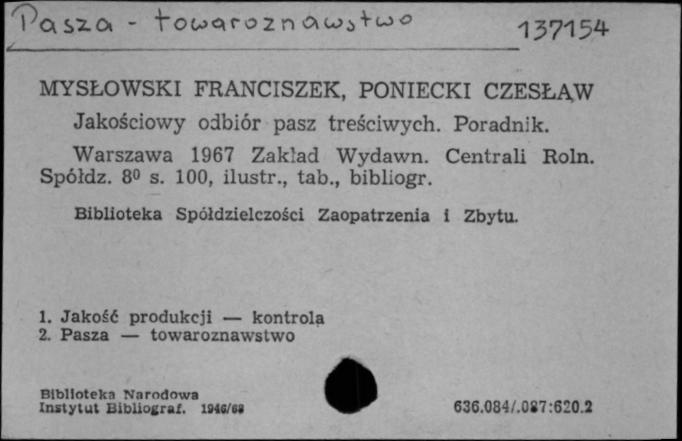 Pasza - towaroznawstwo
137154
MYSŁOWSKI FRANCISZEK, PONIECKI CZESŁAW
Jakościowy odbiór pasz treściwych. Poradnik.
Warszawa 1967 Zakład Wydawn. Centrali Roln.
Spółdz. 8⁰ s. 100, ilustr., tab., bibliogr.
Biblioteka Spółdzielczości Zaopatrzenia i Zbytu.
1. Jakość produkcji — kontrola
2. Pasza — towaroznawstwo
Biblioteka Narodowa
Instytut Bibliograf. 1946/68
636.084/.087:620.2